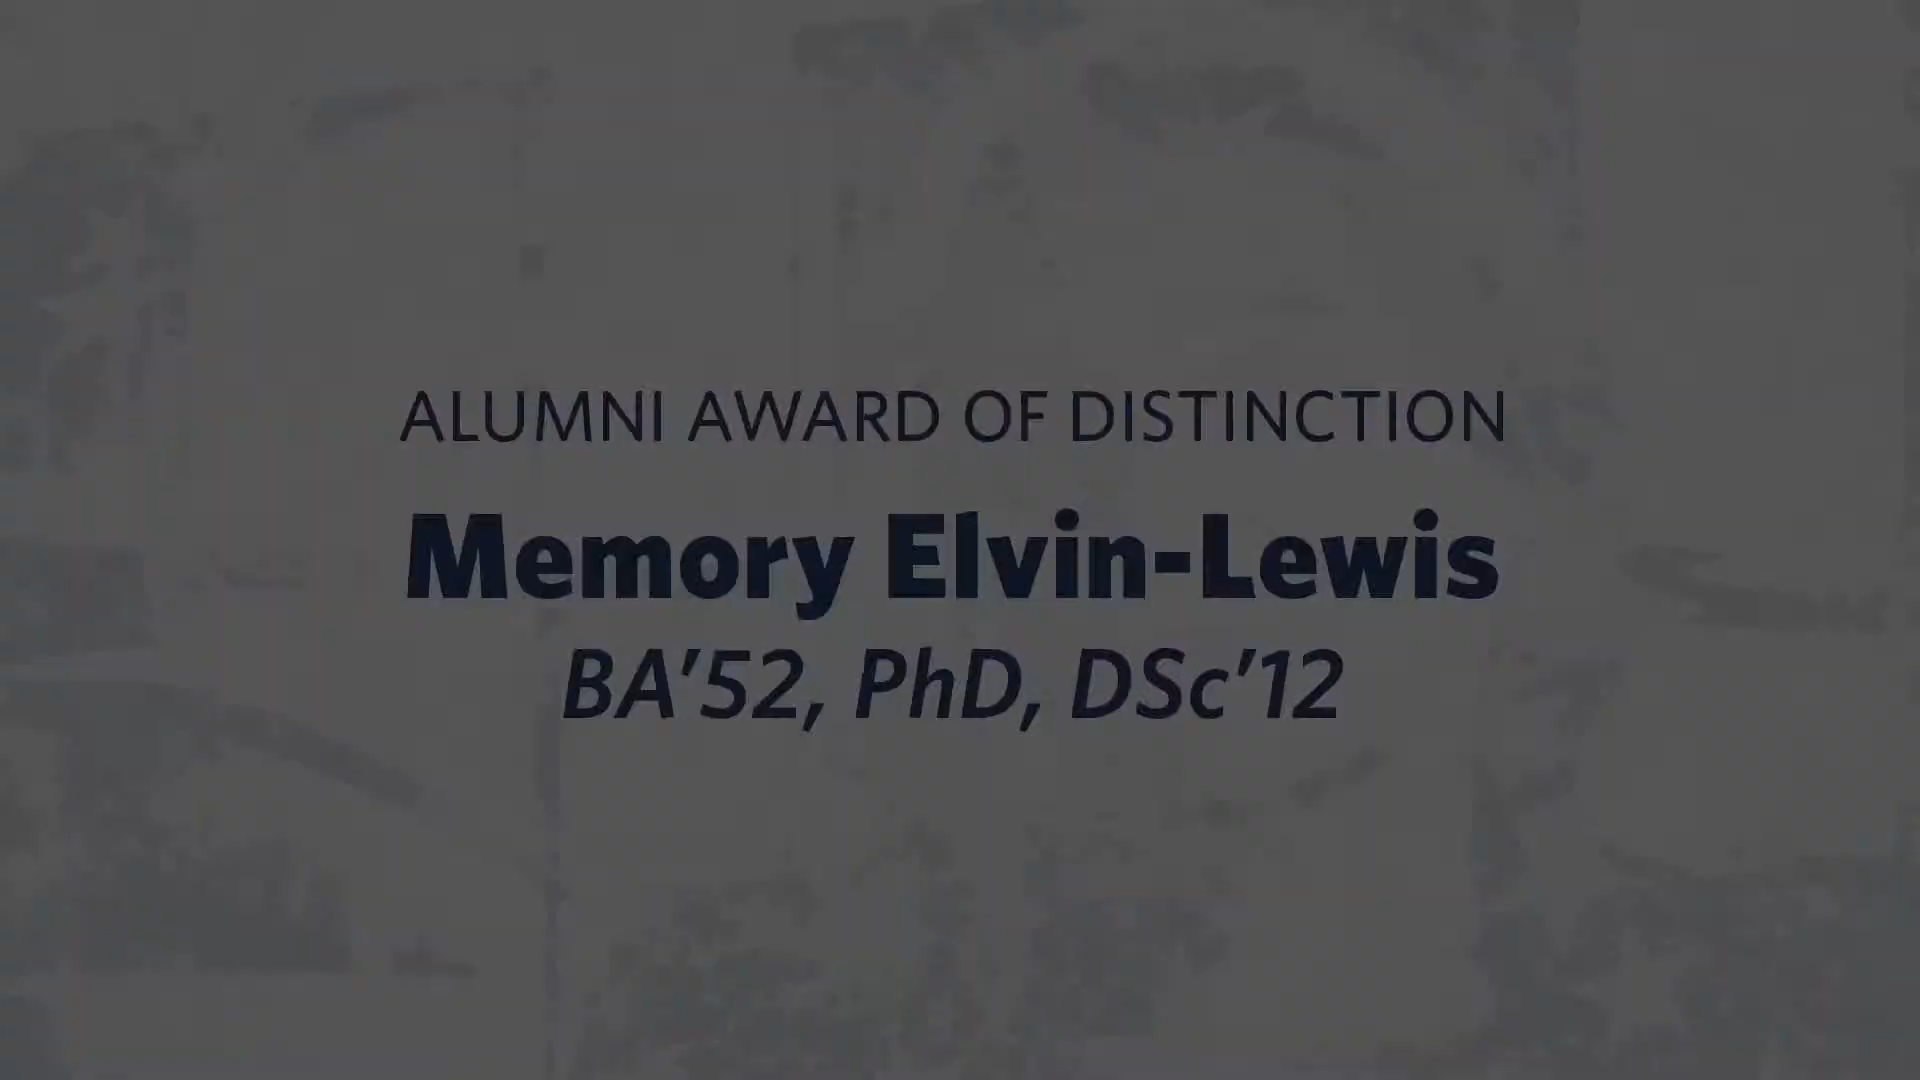 ALUMNI AWARD OF DISTINCTION
Memory Elvin-Lewis
BA’52, PhD, DSc’12